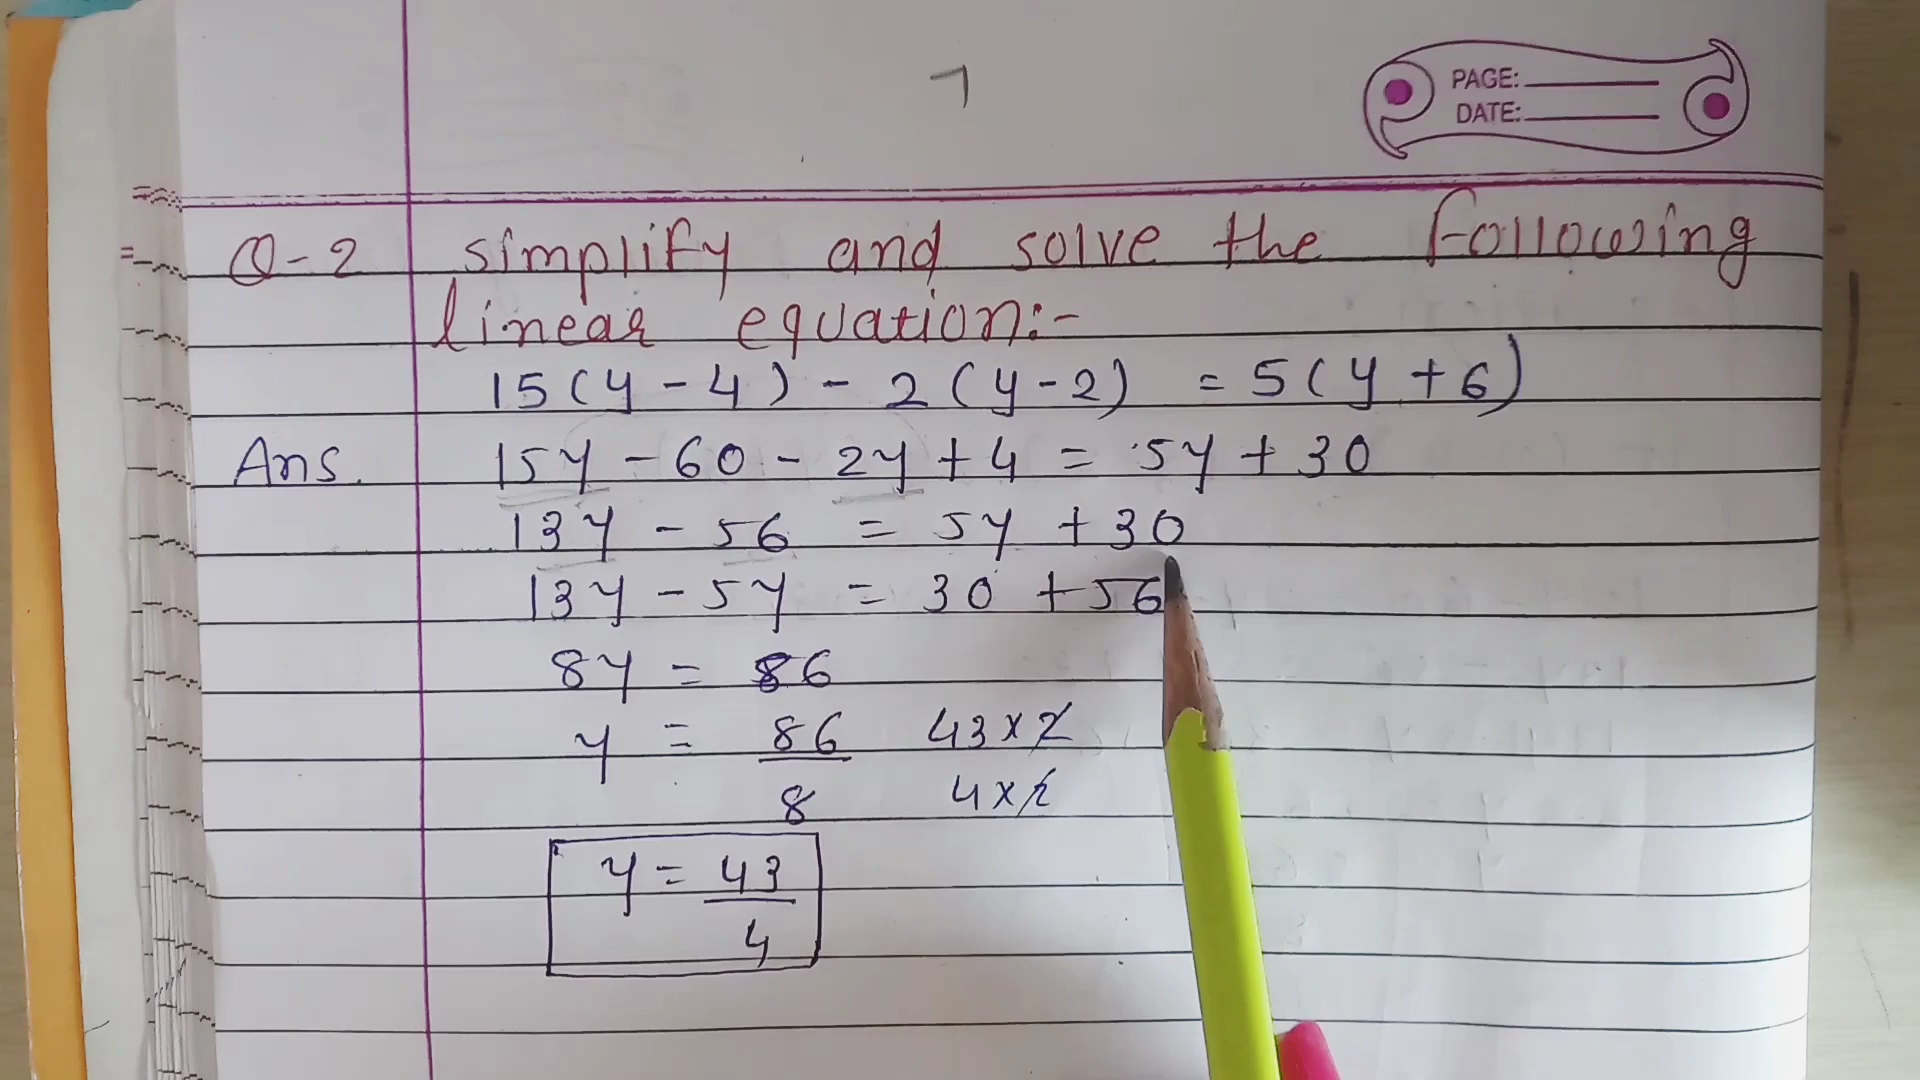 7
PAGE:
DATE:
Q-2 simplify and solve the following
linear equation:-
15(y-4)-2(y-2) =5(y+6)
Ans. 15y-60-2y+4=5y+30
13y-56=5y+30
13y-5y=30+56
8y=86
y=86/8 43×2/4×2
y=43/4